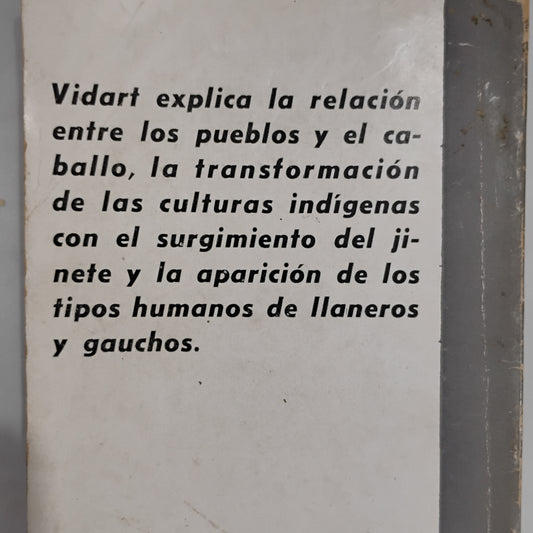 Vidart explica la relación
entre los pueblos y el ca-
ballo, la transformación
de las culturas indígenas
con el surgimiento del ji-
nete y la aparición de los
tipos humanos de llaneros
y gauchos.